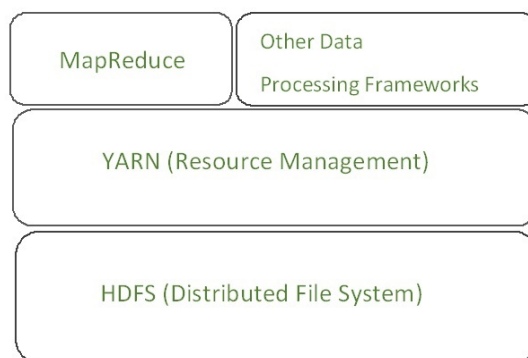 MapReduce
Other Data
Processing Frameworks
YARN (Resource Management)
HDFS (Distributed File System)